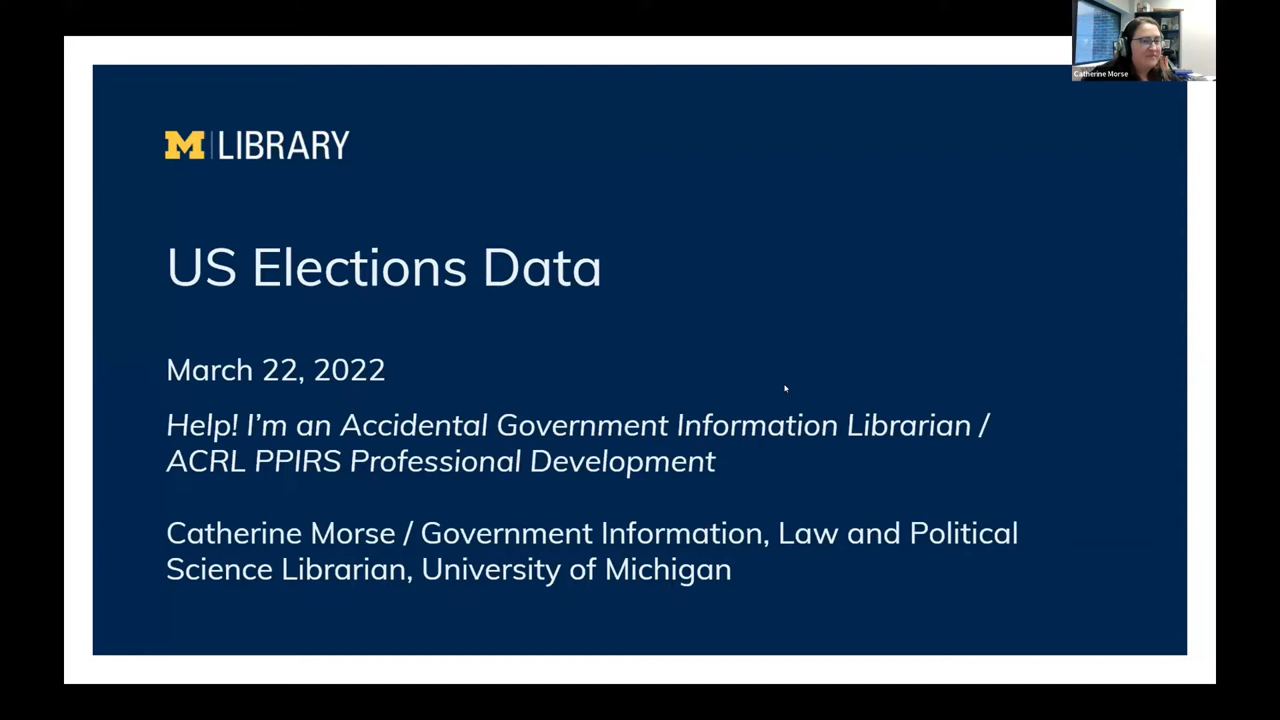 Catherine Morse
M LIBRARY
US Elections Data
March 22, 2022
Help! I’m an Accidental Government Information Librarian /
ACRL PPIRS Professional Development
Catherine Morse / Government Information, Law and Political
Science Librarian, University of Michigan